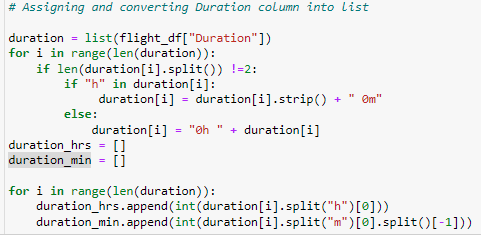 # Assigning and converting Duration column into list

duration = list(flight_df["Duration"])
for i in range(len(duration)):
    if len(duration[i].split()) !=2:
        if "h" in duration[i]:
            duration[i] = duration[i].strip() + " 0m"
        else:
            duration[i] = "0h " + duration[i]
duration_hrs = []
duration_min = []

for i in range(len(duration)):
    duration_hrs.append(int(duration[i].split("h")[0]))
    duration_min.append(int(duration[i].split("m")[0].split()[-1]))